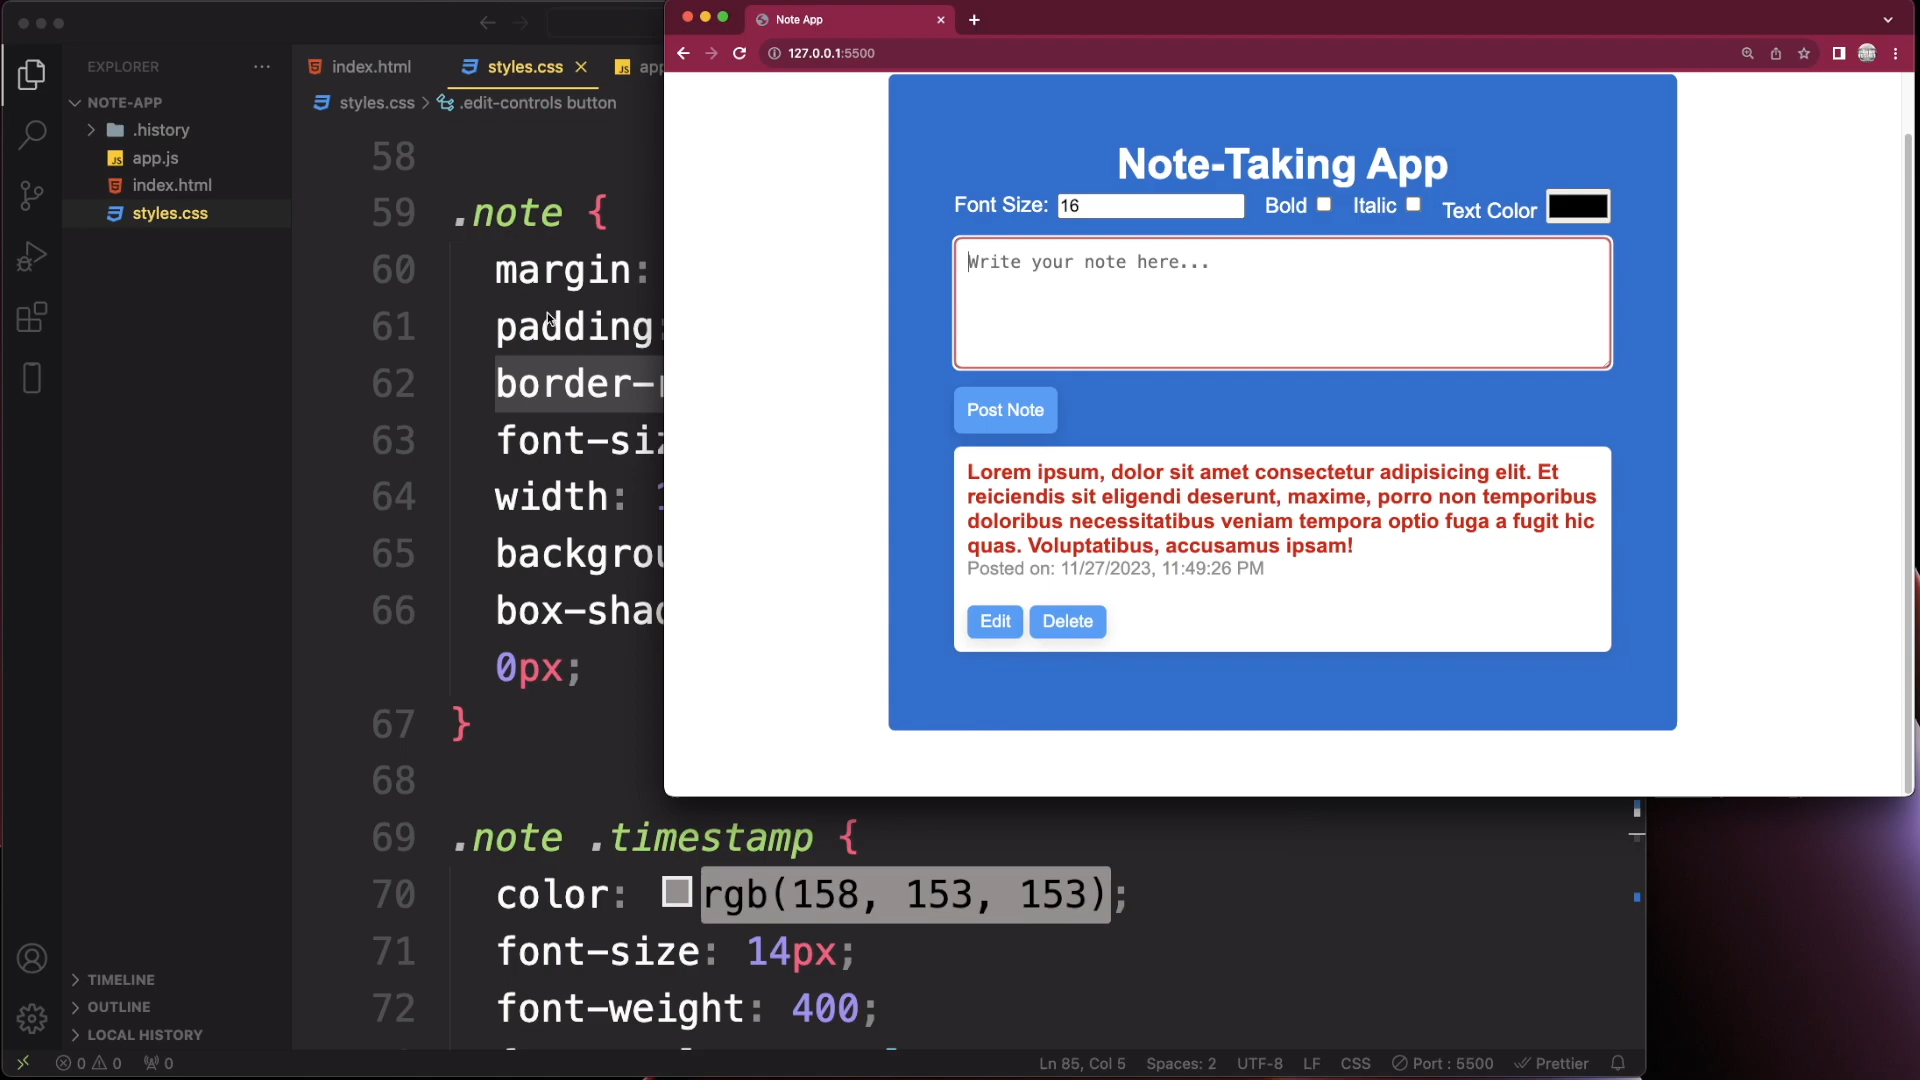 EXPLORER
NOTE-APP
.history
app.js
index.html
styles.css
TIMELINE
OUTLINE
LOCAL HISTORY
index.html
styles.css
styles.css > .edit-controls button
58
59 .note {
60 margin:
61 padding:
62 border-
63 font-siz
64 width:
65 backgrou
66 box-shad
0px;
67 }
68
69 .note .timestamp {
70 color: rgb(158, 153, 153);
71 font-size: 14px;
72 font-weight: 400;
0 0 0
Ln 85, Col 5
Spaces: 2
UTF-8
LF
CSS
Port : 5500
Prettier
Note App
127.0.0.1:5500
Note-Taking App
Font Size: 16 Bold Italic Text Color
Write your note here...
Post Note
Lorem ipsum, dolor sit amet consectetur adipisicing elit. Et
reiciendis sit eligendi deserunt, maxime, porro non temporibus
doloribus necessitatibus veniam tempora optio fuga a fugit hic
quas. Voluptatibus, accusamus ipsam!
Posted on: 11/27/2023, 11:49:26 PM
Edit Delete